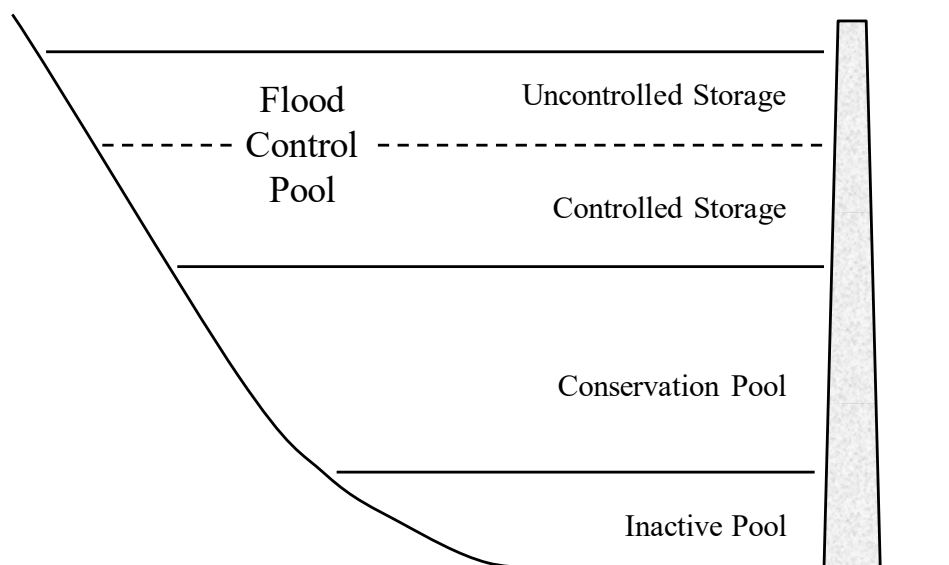 Uncontrolled Storage
Flood
Control
Pool
Controlled Storage
Conservation Pool
Inactive Pool